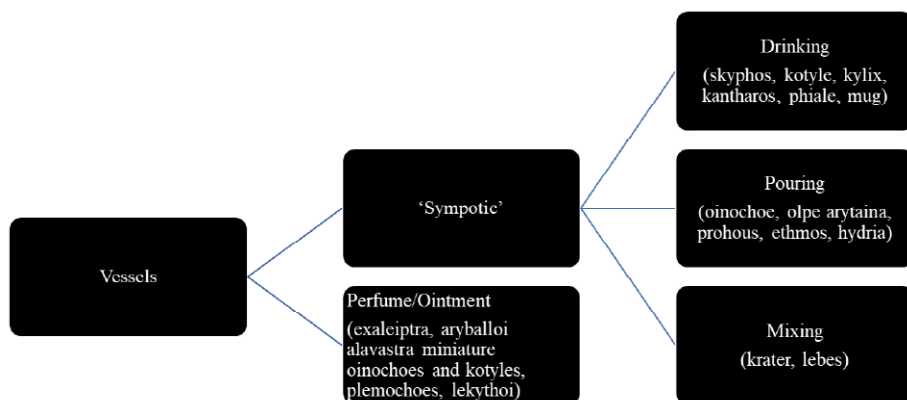 Vessels
‘Sympotic’
Perfume/Ointment
(exaleiptra, aryballoi
alavastra miniature
oinochoes and kotyles,
plemochoes, lekythoi)
Drinking
(skyphos, kotyle, kylix,
kantharos, phiale, mug)
Pouring
(oinochoe, olpe arytaina,
prohous, ethmos, hydria)
Mixing
(krater, lebes)